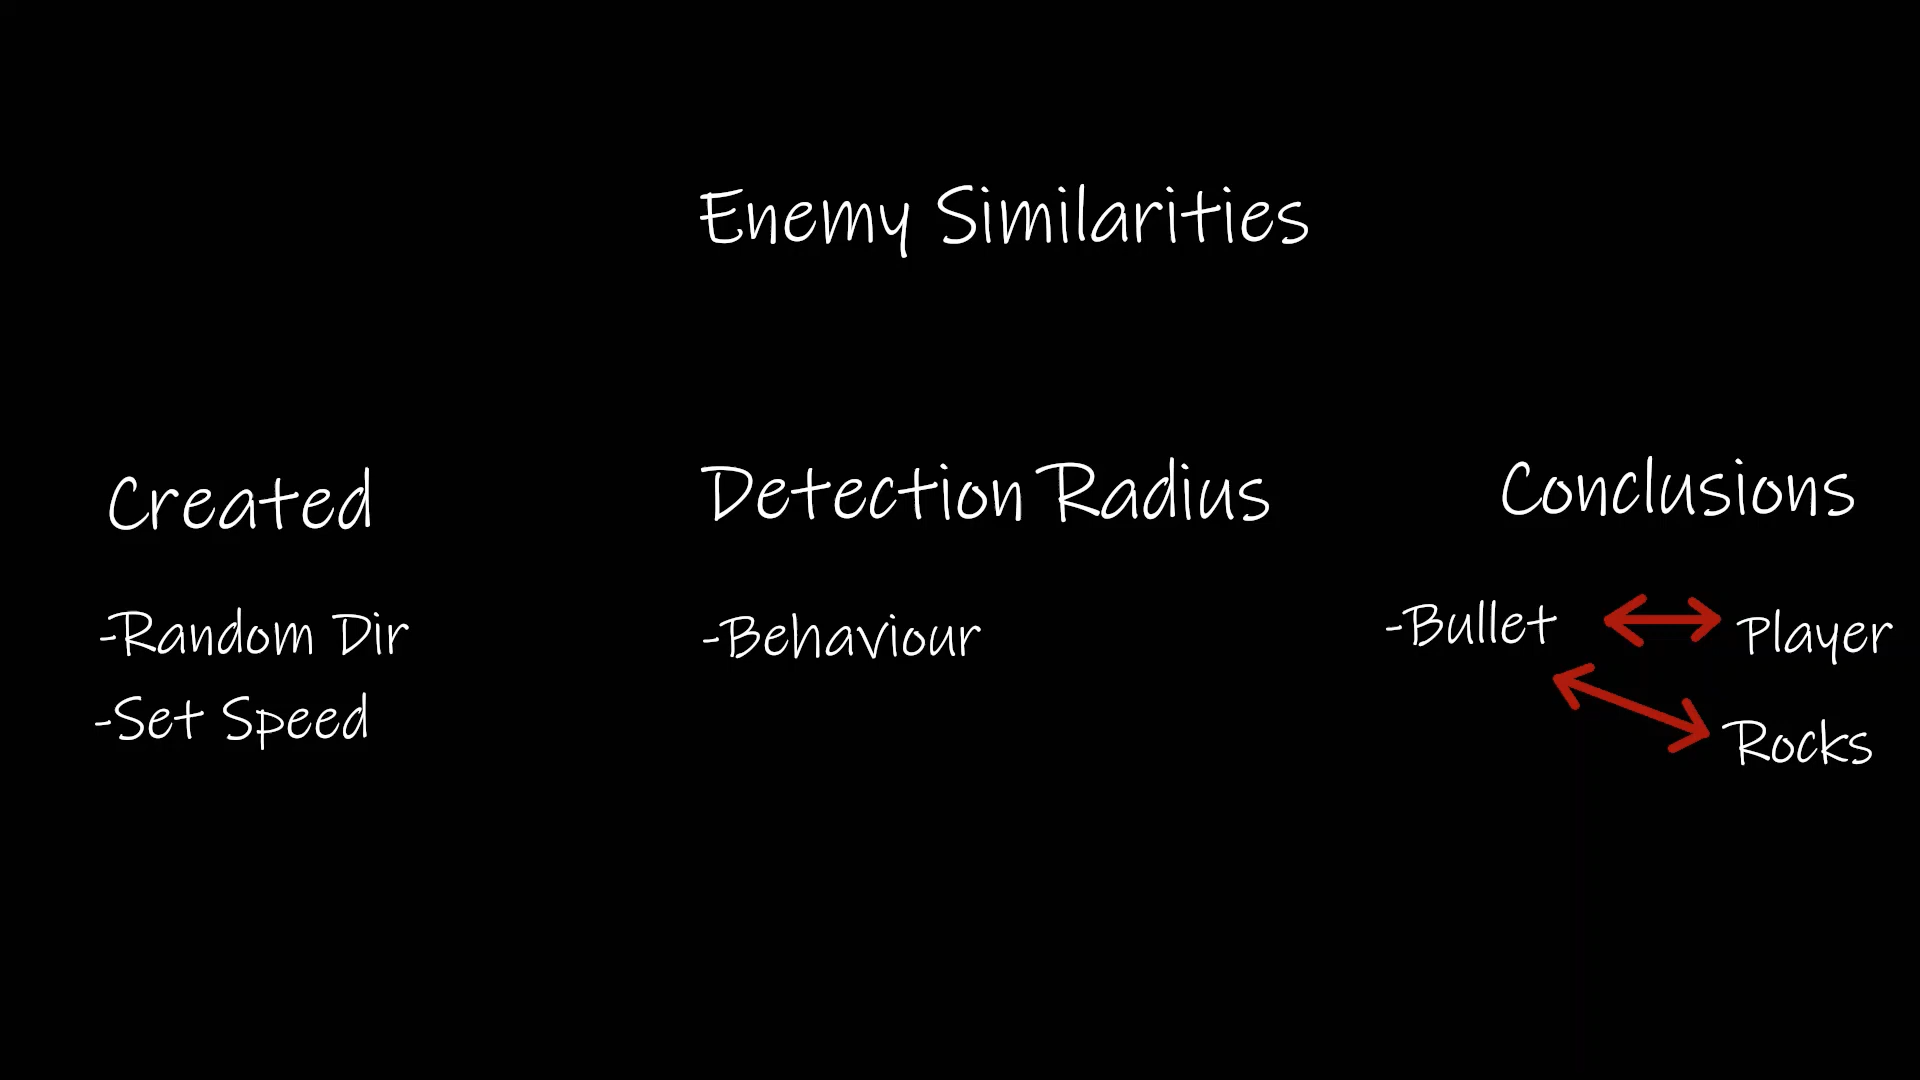 Enemy Similarities
Created
-Random Dir
-Set Speed
Detection Radius
-Behaviour
Conclusions
-Bullet Player
Rocks